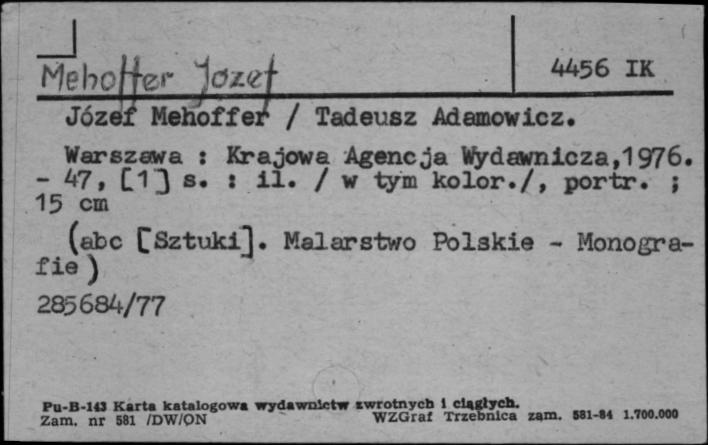 Mehoffer Józef
4456 IK
Józef Mehoffer / Tadeusz Adamowicz.
Warszawa : Krajowa Agencja Wydawnicza,1976.
- 47, [1] s. : il. / w tym kolor./, portr. ;
15 cm
(abc [Sztuki]. Malarstwo Polskie - Monogra-
fie)
285684/77
Pu-B-143 Karta katalogowa wydawnictw zwrotnych i ciągłych.
Zam. nr 581 /DW/ON WZGraf Trzebnica zam. 581-84 1.700.000